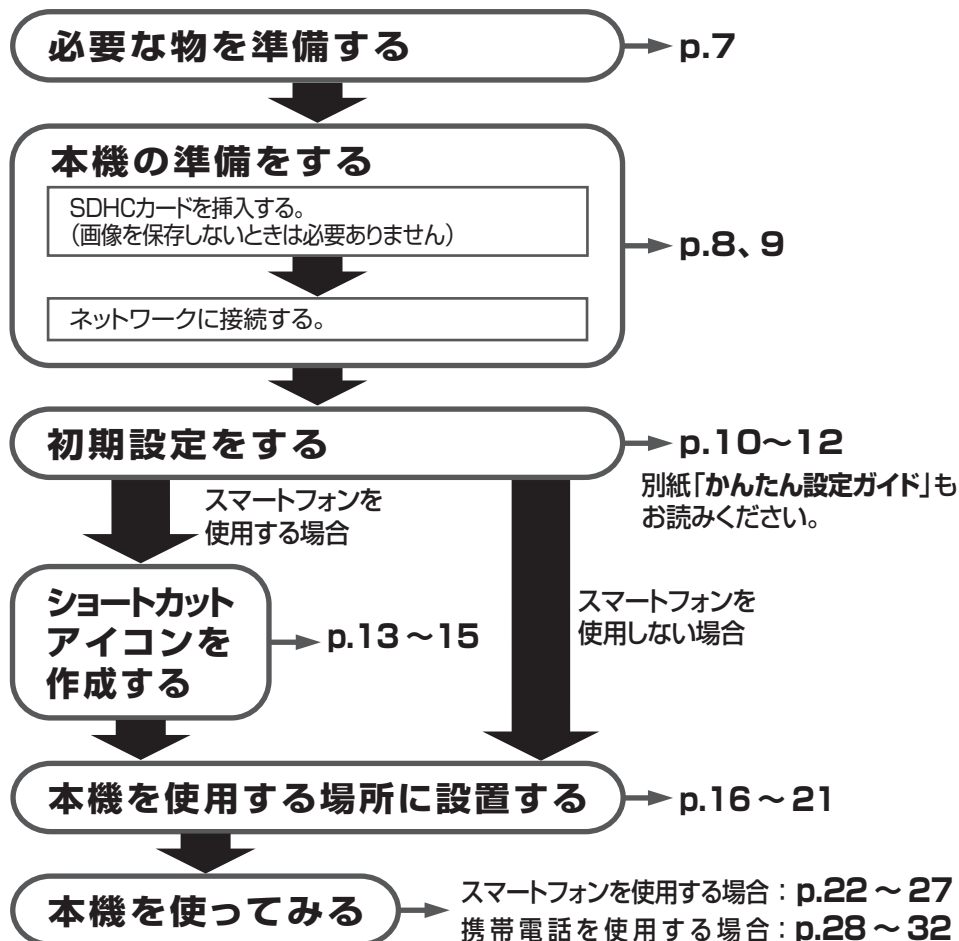 必要な物を準備する
p.7
本機の準備をする
SDHCカードを挿入する。
（画像を保存しないときは必要ありません）
p.8、9
ネットワークに接続する。
初期設定をする
p.10～12
別紙「かんたん設定ガイド」も
お読みください。
スマートフォンを
使用する場合
スマートフォンを
使用しない場合
ショートカット
アイコンを
作成する
p.13～15
本機を使用する場所に設置する
p.16～21
本機を使ってみる
スマートフォンを使用する場合：p.22～27
携帯電話を使用する場合：p.28～32